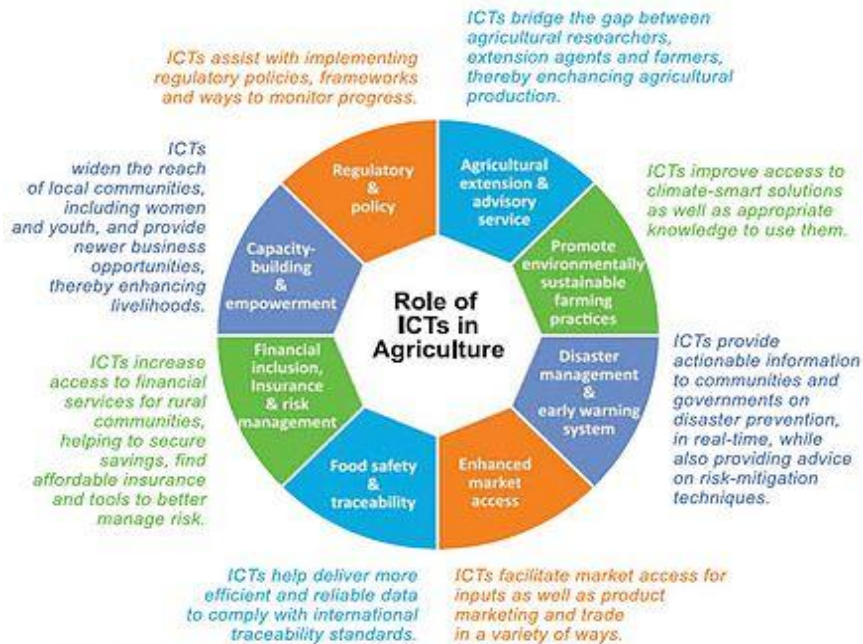 ICTs assist with implementing
regulatory policies, frameworks
and ways to monitor progress.
ICTs bridge the gap between
agricultural researchers,
extension agents and farmers,
thereby enchancing agricultural
production.
ICTs
widen the reach
of local communities,
including women
and youth, and provide
newer business
opportunities,
thereby enhancing
livelihoods.
Regulatory
&
policy
Agricultural
extension &
advisory
service
ICTs improve access to
climate-smart solutions
as well as appropriate
knowledge to use them.
Capacity-
building
&
empowerment
Promote
environmentally
sustainable
farming
practices
Role of
ICTs in
Agriculture
ICTs increase
access to financial
services for rural
communities,
helping to secure
savings, find
affordable insurance
and tools to better
manage risk.
Financial
inclusion,
Insurance
& risk
management
Disaster
management
&
early warning
system
ICTs provide
actionable information
to communities and
governments on
disaster prevention,
in real-time, while
also providing advice
on risk-mitigation
techniques.
Food safety
&
traceability
Enhanced
market
access
ICTs help deliver more
efficient and reliable data
to comply with international
traceability standards.
ICTs facilitate market access for
inputs as well as product
marketing and trade
in a variety of ways.